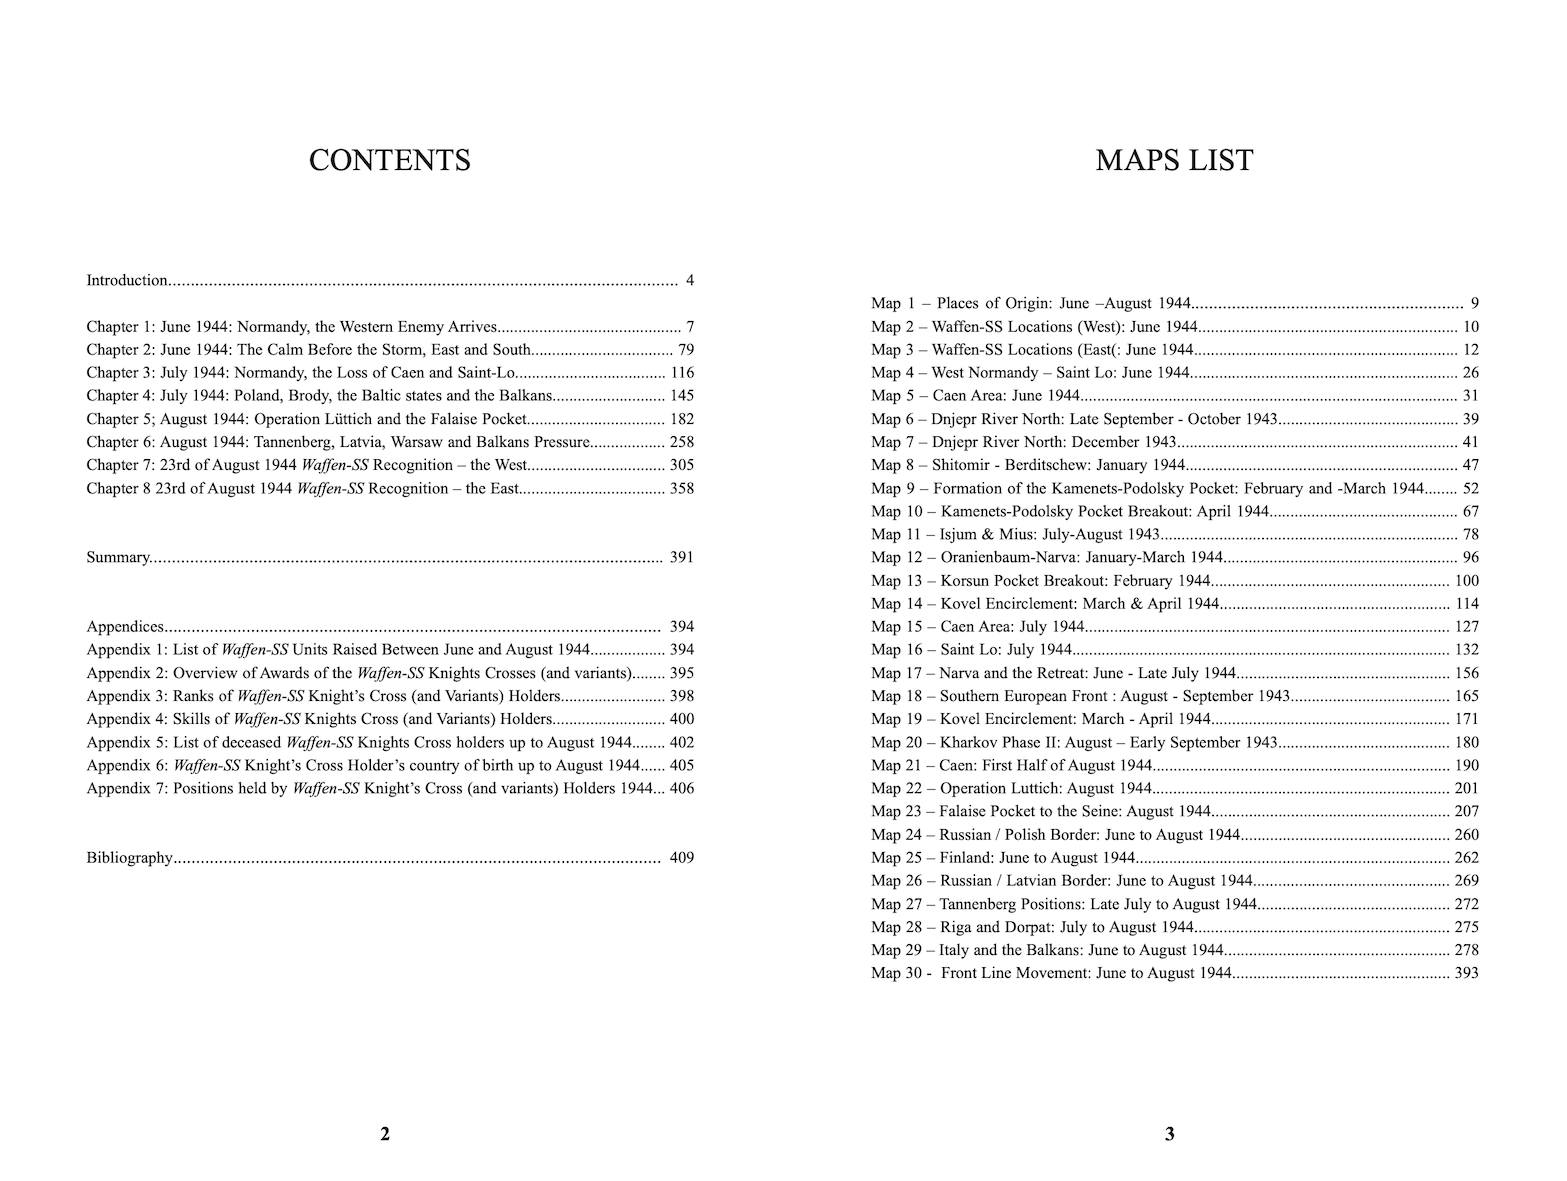 CONTENTS
Introduction.................................................................................................................. 4
Chapter 1: June 1944: Normandy, the Western Enemy Arrives............................................ 7
Chapter 2: June 1944: The Calm Before the Storm, East and South.................................. 79
Chapter 3: July 1944: Normandy, the Loss of Caen and Saint-Lo.................................... 116
Chapter 4: July 1944: Poland, Brody, the Baltic states and the Balkans........................... 145
Chapter 5; August 1944: Operation Lüttich and the Falaise Pocket................................. 182
Chapter 6: August 1944: Tannenberg, Latvia, Warsaw and Balkans Pressure.................. 258
Chapter 7: 23rd of August 1944 Waffen-SS Recognition – the West................................. 305
Chapter 8 23rd of August 1944 Waffen-SS Recognition – the East................................... 358
Summary.................................................................................................................. 391
Appendices.............................................................................................................. 394
Appendix 1: List of Waffen-SS Units Raised Between June and August 1944.................. 394
Appendix 2: Overview of Awards of the Waffen-SS Knights Crosses (and variants)........ 395
Appendix 3: Ranks of Waffen-SS Knight’s Cross (and Variants) Holders......................... 398
Appendix 4: Skills of Waffen-SS Knights Cross (and Variants) Holders........................... 400
Appendix 5: List of deceased Waffen-SS Knights Cross holders up to August 1944........ 402
Appendix 6: Waffen-SS Knight’s Cross Holder’s country of birth up to August 1944...... 405
Appendix 7: Positions held by Waffen-SS Knight’s Cross (and variants) Holders 1944... 406
Bibliography............................................................................................................ 409
2
MAPS LIST
Map 1 – Places of Origin: June –August 1944................................................................. 9
Map 2 – Waffen-SS Locations (West): June 1944.............................................................. 10
Map 3 – Waffen-SS Locations (East(: June 1944............................................................... 12
Map 4 – West Normandy – Saint Lo: June 1944................................................................ 26
Map 5 – Caen Area: June 1944.......................................................................................... 31
Map 6 – Dnjepr River North: Late September - October 1943........................................... 39
Map 7 – Dnjepr River North: December 1943................................................................... 41
Map 8 – Shitomir - Berditschew: January 1944................................................................. 47
Map 9 – Formation of the Kamenets-Podolsky Pocket: February and -March 1944........ 52
Map 10 – Kamenets-Podolsky Pocket Breakout: April 1944............................................. 67
Map 11 – Isjum & Mius: July-August 1943....................................................................... 78
Map 12 – Oranienbaum-Narva: January-March 1944........................................................ 96
Map 13 – Korsun Pocket Breakout: February 1944.......................................................... 100
Map 14 – Kovel Encirclement: March & April 1944........................................................ 114
Map 15 – Caen Area: July 1944........................................................................................ 127
Map 16 – Saint Lo: July 1944........................................................................................... 132
Map 17 – Narva and the Retreat: June - Late July 1944................................................... 156
Map 18 – Southern European Front : August - September 1943...................................... 165
Map 19 – Kovel Encirclement: March - April 1944......................................................... 171
Map 20 – Kharkov Phase II: August – Early September 1943......................................... 180
Map 21 – Caen: First Half of August 1944....................................................................... 190
Map 22 – Operation Luttich: August 1944....................................................................... 201
Map 23 – Falaise Pocket to the Seine: August 1944......................................................... 207
Map 24 – Russian / Polish Border: June to August 1944.................................................. 260
Map 25 – Finland: June to August 1944........................................................................... 262
Map 26 – Russian / Latvian Border: June to August 1944............................................... 269
Map 27 – Tannenberg Positions: Late July to August 1944.............................................. 272
Map 28 – Riga and Dorpat: July to August 1944............................................................. 275
Map 29 – Italy and the Balkans: June to August 1944...................................................... 278
Map 30 - Front Line Movement: June to August 1944.................................................... 393
3